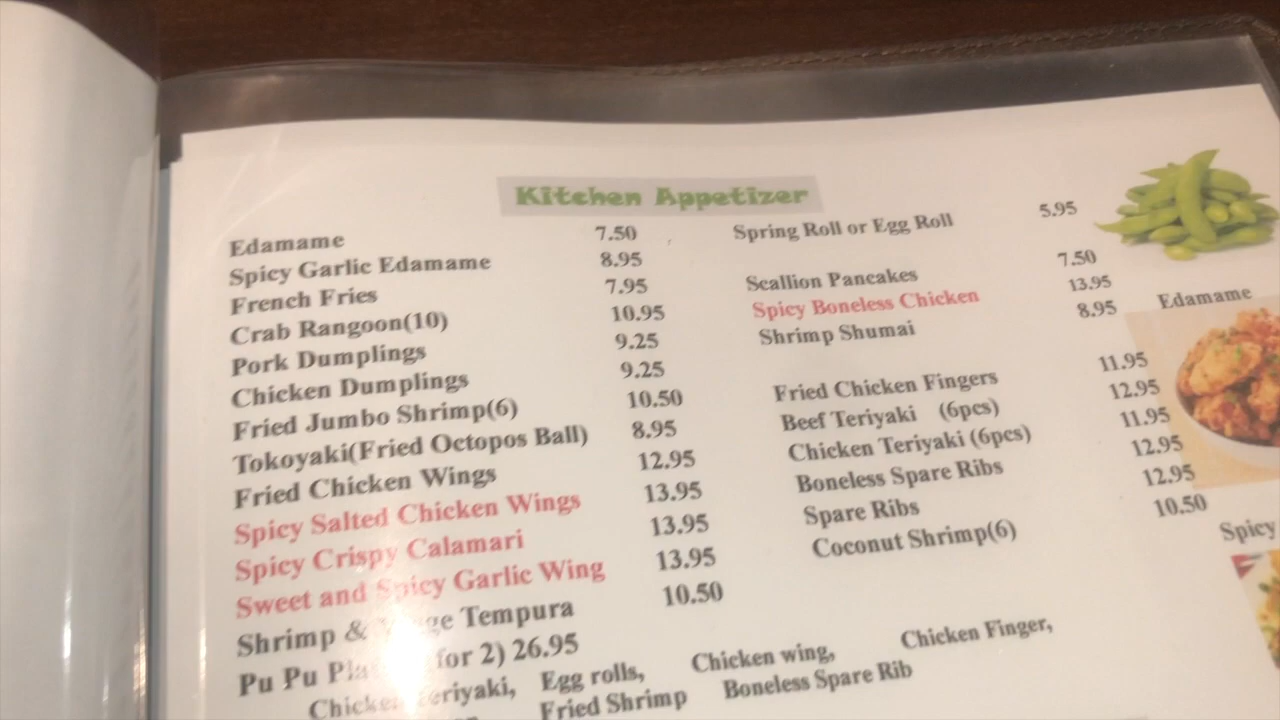 Kitchen Appetizer
Edamame 7.50
Spicy Garlic Edamame 8.95
French Fries 7.95
Crab Rangoon(10) 10.95
Pork Dumplings 9.25
Chicken Dumplings 9.25
Fried Jumbo Shrimp(6) 10.50
Tokoyaki(Fried Octopos Ball) 8.95
Fried Chicken Wings 12.95
Spicy Salted Chicken Wings 13.95
Spicy Crispy Calamari 13.95
Sweet and Spicy Garlic Wing 13.95
Shrimp & Tempura 10.50
Pu Pu for 2) 26.95
Chicken Teriyaki, Egg rolls, Chicken wing, Chicken Finger,
Fried Shrimp Boneless Spare Rib
Spring Roll or Egg Roll 5.95
Scallion Pancakes 7.50
Spicy Boneless Chicken 13.95
Shrimp Shumai 8.95
Fried Chicken Fingers 11.95
Beef Teriyaki (6pcs) 12.95
Chicken Teriyaki (6pcs) 11.95
Boneless Spare Ribs 12.95
Spare Ribs 12.95
Coconut Shrimp(6) 10.50
Edamame
Spicy